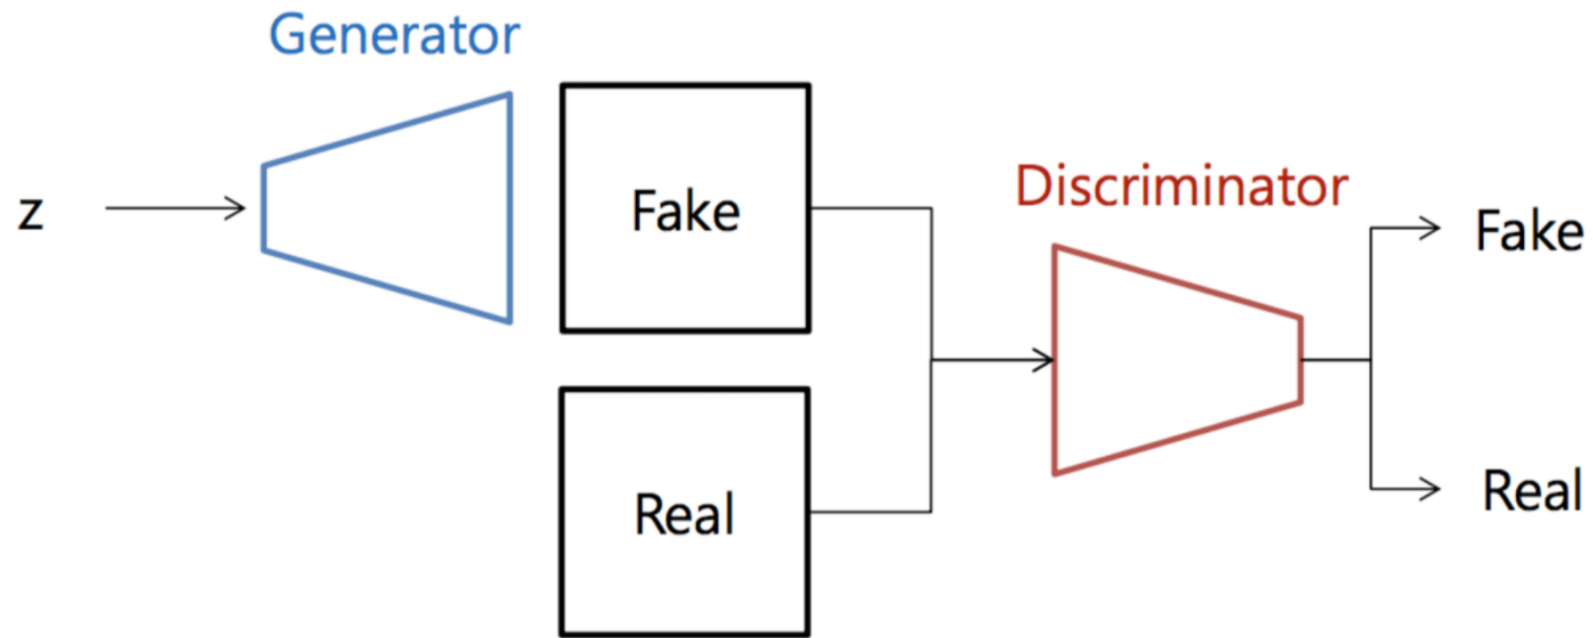 Generator
z
Fake
Real
Discriminator
Fake
Real